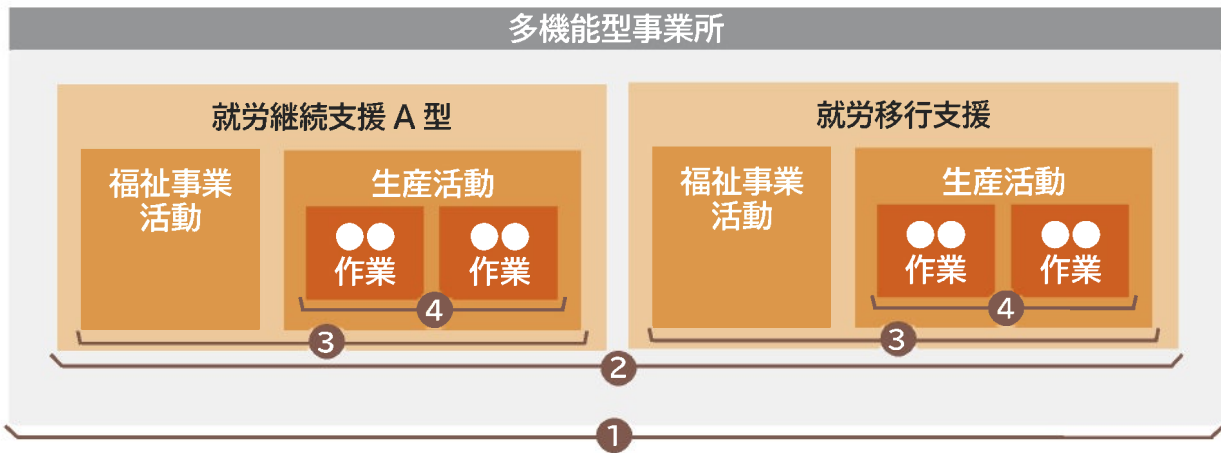 多機能型事業所
就労継続支援 A 型
福祉事業
活動
生産活動
●●
作業
●●
作業
④
③
就労移行支援
福祉事業
活動
生産活動
●●
作業
●●
作業
④
③
②
①